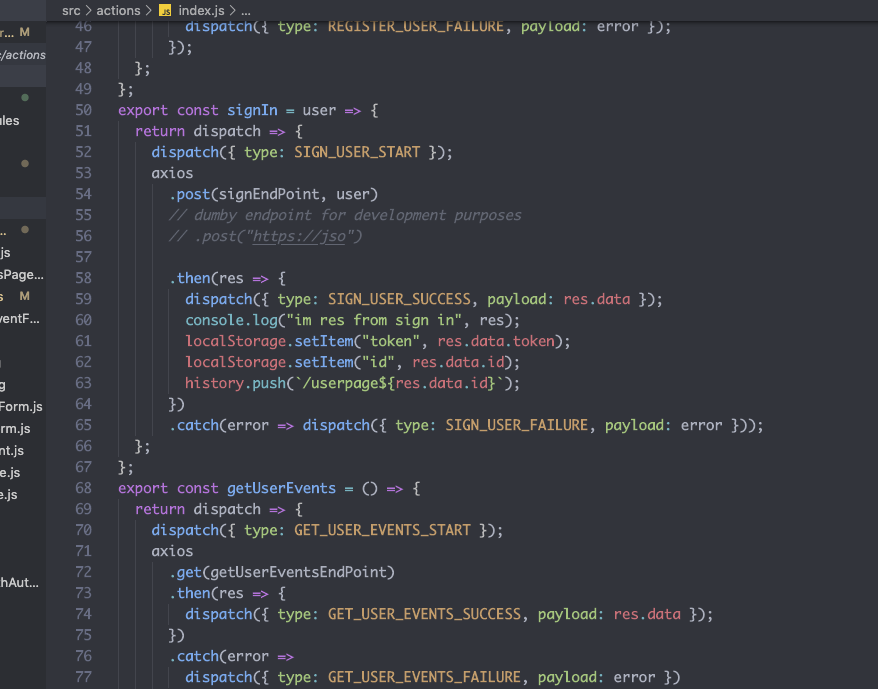 src > actions > JS index.js > ...
r... M
/actions
les
js
sPage...
s M
ventF...
g
Form.js
rm.js
nt.js
e.js
e.js
hAut...
46 dispatch({ type: REGISTER_USER_FAILURE, payload: error });
47 });
48 };
49 };
50 export const signIn = user => {
51 return dispatch => {
52 dispatch({ type: SIGN_USER_START });
53 axios
54 .post(signEndPoint, user)
55 // dumby endpoint for development purposes
56 // .post("https://jso")
57
58 .then(res => {
59 dispatch({ type: SIGN_USER_SUCCESS, payload: res.data });
60 console.log("im res from sign in", res);
61 localStorage.setItem("token", res.data.token);
62 localStorage.setItem("id", res.data.id);
63 history.push(`/userpage${res.data.id}`);
64 })
65 .catch(error => dispatch({ type: SIGN_USER_FAILURE, payload: error }));
66 };
67 };
68 export const getUserEvents = () => {
69 return dispatch => {
70 dispatch({ type: GET_USER_EVENTS_START });
71 axios
72 .get(getUserEventsEndPoint)
73 .then(res => {
74 dispatch({ type: GET_USER_EVENTS_SUCCESS, payload: res.data });
75 })
76 .catch(error =>
77 dispatch({ type: GET_USER_EVENTS_FAILURE, payload: error })